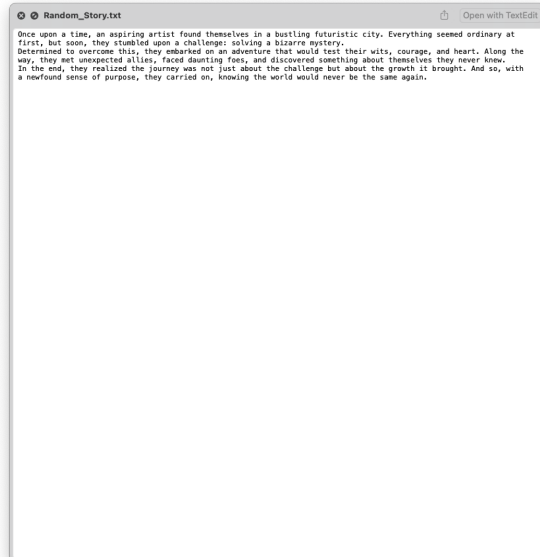 Random_Story.txt
Open with TextEdit
Once upon a time, an aspiring artist found themselves in a bustling futuristic city. Everything seemed ordinary at
first, but soon, they stumbled upon a challenge: solving a bizarre mystery.
Determined to overcome this, they embarked on an adventure that would test their wits, courage, and heart. Along the
way, they met unexpected allies, faced daunting foes, and discovered something about themselves they never knew.
In the end, they realized the journey was not just about the challenge but about the growth it brought. And so, with
a newfound sense of purpose, they carried on, knowing the world would never be the same again.